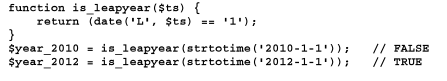 function is_leapyear($ts) {
    return (date('L', $ts) == '1');
}
$year_2010 = is_leapyear(strtotime('2010-1-1'));   // FALSE
$year_2012 = is_leapyear(strtotime('2012-1-1'));   // TRUE